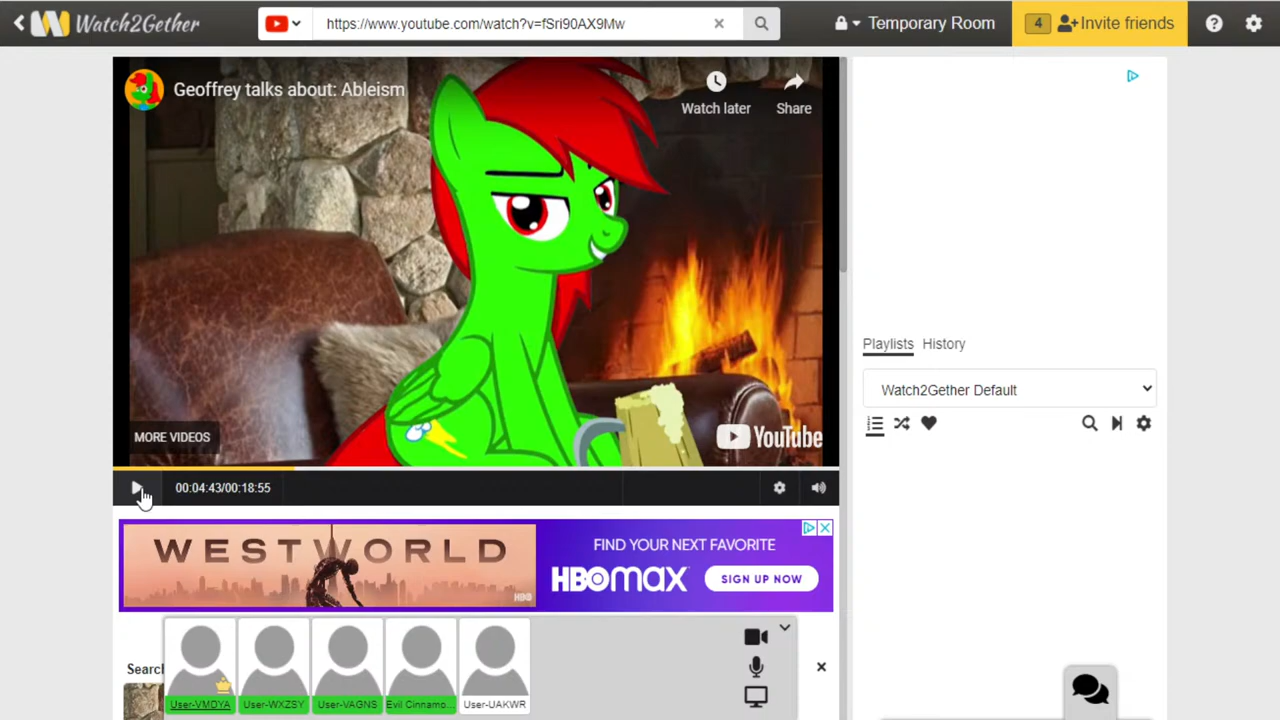 Watch2Gether
https://www.youtube.com/watch?v=fSri90AX9Mw
Temporary Room
4 Invite friends
Geoffrey talks about: Ableism
Watch later
Share
MORE VIDEOS
YouTube
00:04:43/00:18:55
Playlists History
Watch2Gether Default
WESTWORLD
HBO
FIND YOUR NEXT FAVORITE
HBOMAX
SIGN UP NOW
Searc
User-VMDYA
User-WXZSY
User-VAGNS
Evil Cinnamo...
User-UAKWR